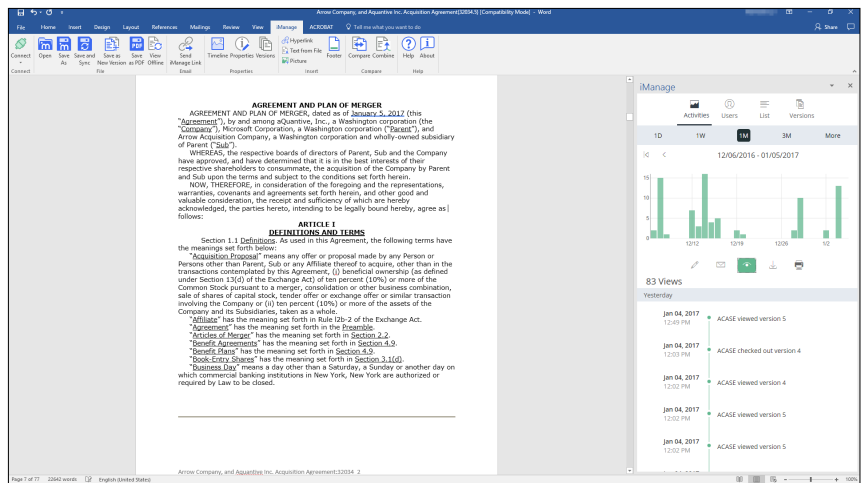 Arrow Company, and Aquantive Inc. Acquisition Agreement(32034.5) [Compatibility Mode] - Word
File Home Insert Design Layout References Mailings Review View iManage ACROBAT Tell me what you want to do Share
Connect Open Save As Save and Sync Save as New Version Save as PDF View Offline Send iManage Link Timeline Properties Versions Hyperlink Text from File Picture Footer Compare Combine Help About
Connect File Email Properties Insert Compare Help
AGREEMENT AND PLAN OF MERGER
AGREEMENT AND PLAN OF MERGER, dated as of January 5, 2017 (this
"Agreement"), by and among aQuantive, Inc., a Washington corporation (the
"Company"), Microsoft Corporation, a Washington corporation ("Parent"), and
Arrow Acquisition Company, a Washington corporation and wholly-owned subsidiary
of Parent ("Sub").
WHEREAS, the respective boards of directors of Parent, Sub and the Company
have approved, and have determined that it is in the best interests of their
respective shareholders to consummate, the acquisition of the Company by Parent
and Sub upon the terms and subject to the conditions set forth herein.
NOW, THEREFORE, in consideration of the foregoing and the representations,
warranties, covenants and agreements set forth herein, and other good and
valuable consideration, the receipt and sufficiency of which are hereby
acknowledged, the parties hereto, intending to be legally bound hereby, agree as
follows:
ARTICLE I
DEFINITIONS AND TERMS
Section 1.1 Definitions. As used in this Agreement, the following terms have
the meanings set forth below:
"Acquisition Proposal" means any offer or proposal made by any Person or
Persons other than Parent, Sub or any Affiliate thereof to acquire, other than in the
transactions contemplated by this Agreement, (i) beneficial ownership (as defined
under Section 13(d) of the Exchange Act) of ten percent (10%) or more of the
Common Stock pursuant to a merger, consolidation or other business combination,
sale of shares of capital stock, tender offer or exchange offer or similar transaction
involving the Company or (ii) ten percent (10%) or more of the assets of the
Company and its Subsidiaries, taken as a whole.
"Affiliate" has the meaning set forth in Rule l2b-2 of the Exchange Act.
"Agreement" has the meaning set forth in the Preamble.
"Articles of Merger" has the meaning set forth in Section 2.2.
"Benefit Agreements" has the meaning set forth in Section 4.9.
"Benefit Plans" has the meaning set forth in Section 4.9.
"Book-Entry Shares" has the meaning set forth in Section 3.1(d).
"Business Day" means a day other than a Saturday, a Sunday or another day on
which commercial banking institutions in New York, New York are authorized or
required by Law to be closed.
Arrow Company, and Aquantive Inc. Acquisition Agreement:32034_2
iManage
Activities Users List Versions
1D 1W 1M 3M More
12/06/2016 - 01/05/2017
15
10
5
0
12/12 12/19 12/26 1/2
83 Views
Yesterday
Jan 04, 2017
12:49 PM
ACASE viewed version 5
Jan 04, 2017
12:03 PM
ACASE checked out version 4
Jan 04, 2017
12:02 PM
ACASE viewed version 4
Jan 04, 2017
12:02 PM
ACASE viewed version 5
Jan 04, 2017
12:02 PM
ACASE viewed version 5
Page 7 of 77 22642 words English (United States) 100%